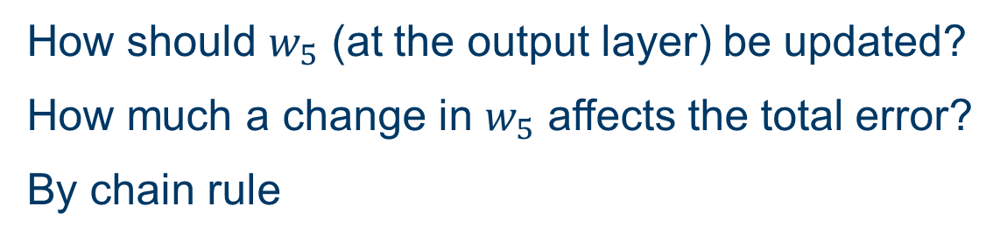 How should w₅ (at the output layer) be updated?
How much a change in w₅ affects the total error?
By chain rule